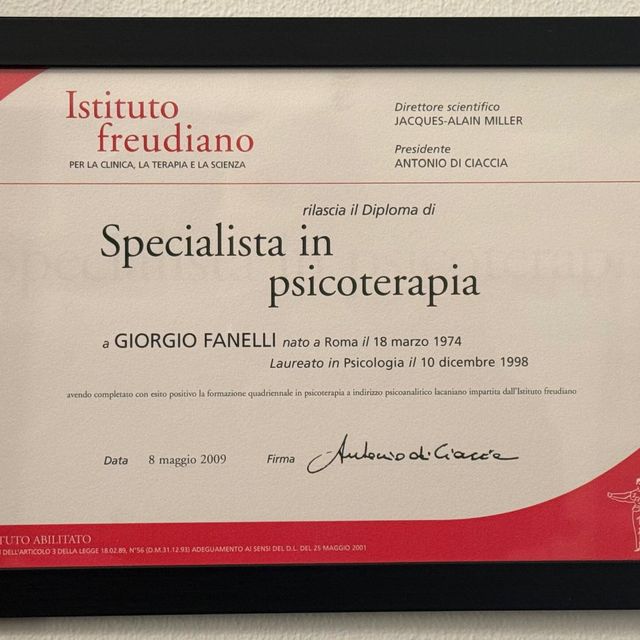 Istituto
freudiano
PER LA CLINICA, LA TERAPIA E LA SCIENZA
Direttore scientifico
JACQUES-ALAIN MILLER
Presidente
ANTONIO DI CIACCIA
rilascia il Diploma di
Specialista in
psicoterapia
a GIORGIO FANELLI nato a Roma il 18 marzo 1974
Laureato in Psicologia il 10 dicembre 1998
avendo completato con esito positivo la formazione quadriennale in psicoterapia a indirizzo psicoanalitico lacaniano impartita dall'Istituto freudiano
Data 8 maggio 2009 Firma Antonio di Ciaccia
TUTO ABILITATO
DELL'ARTICOLO 3 DELLA LEGGE 18.02.89, N°56 (D.M.31.12.93) ADEGUAMENTO AI SENSI DEL D.L. DEL 25 MAGGIO 2001